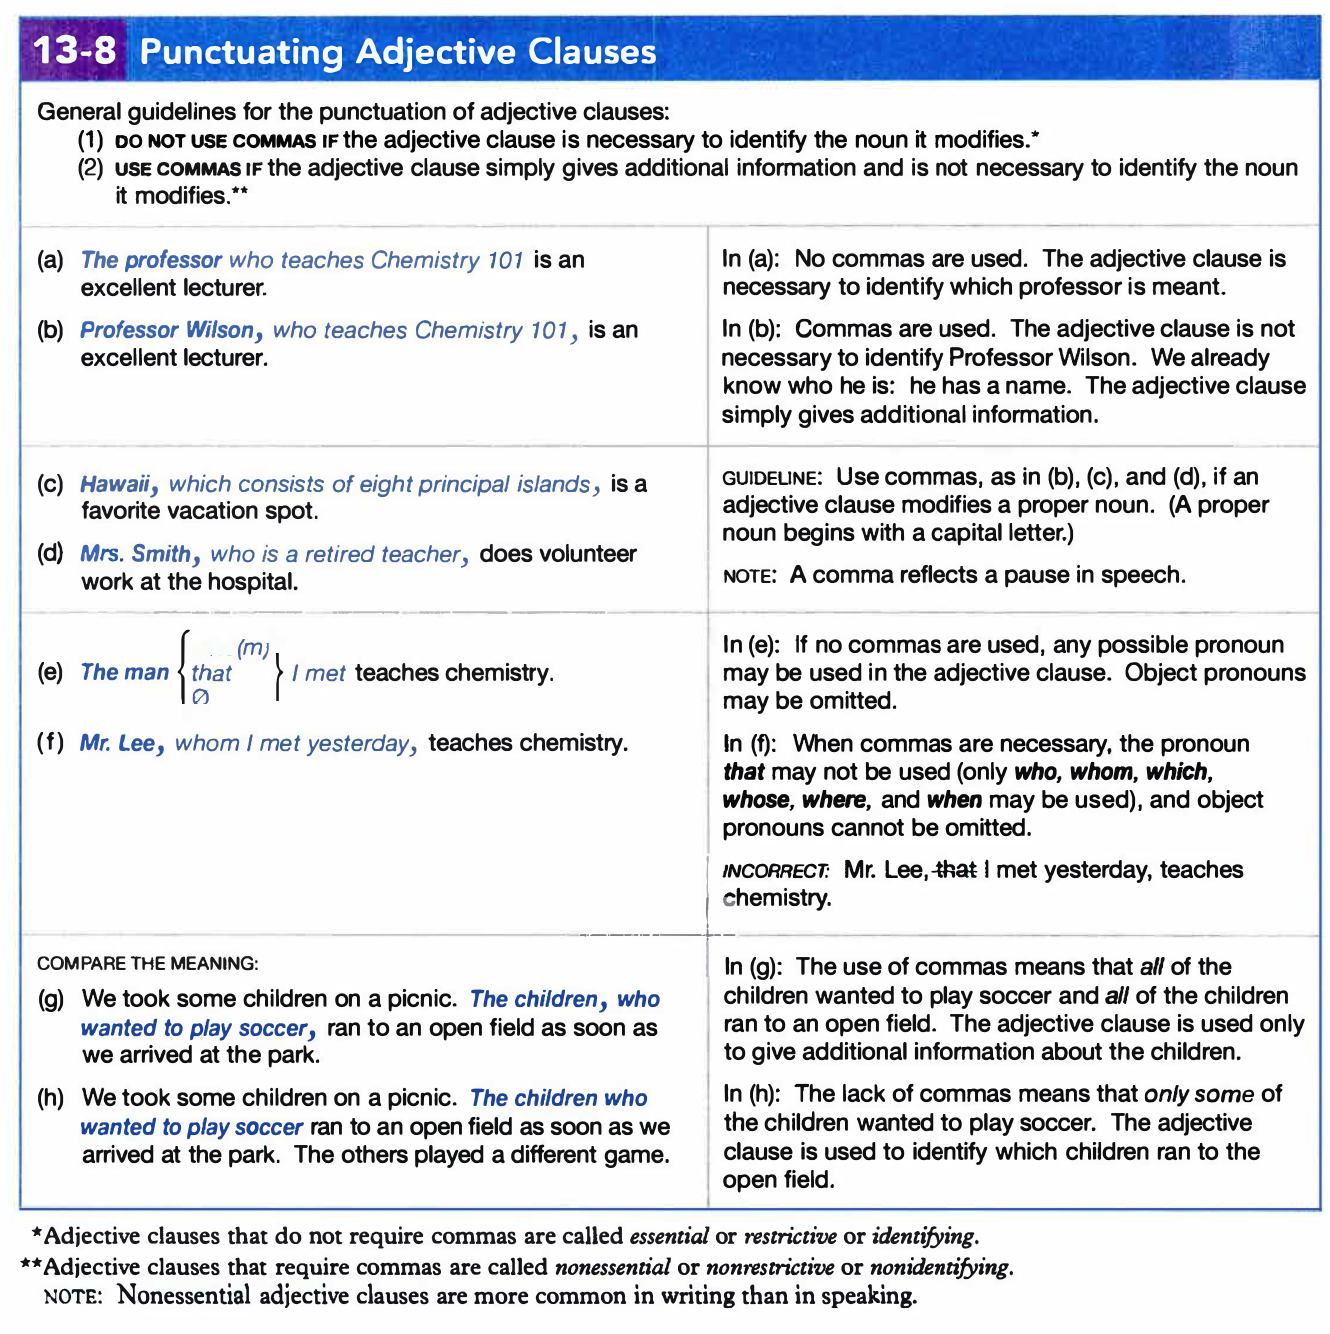 13-8 Punctuating Adjective Clauses
General guidelines for the punctuation of adjective clauses:
(1) DO NOT USE COMMAS IF the adjective clause is necessary to identify the noun it modifies.*
(2) USE COMMAS IF the adjective clause simply gives additional information and is not necessary to identify the noun
it modifies.**
(a) The professor who teaches Chemistry 101 is an
excellent lecturer.
(b) Professor Wilson, who teaches Chemistry 101, is an
excellent lecturer.
In (a): No commas are used. The adjective clause is
necessary to identify which professor is meant.
In (b): Commas are used. The adjective clause is not
necessary to identify Professor Wilson. We already
know who he is: he has a name. The adjective clause
simply gives additional information.
(c) Hawaii, which consists of eight principal islands, is a
favorite vacation spot.
(d) Mrs. Smith, who is a retired teacher, does volunteer
work at the hospital.
GUIDELINE: Use commas, as in (b), (c), and (d), if an
adjective clause modifies a proper noun. (A proper
noun begins with a capital letter.)
NOTE: A comma reflects a pause in speech.
(m)
(e) The man { that } I met teaches chemistry.
Ø
(f) Mr. Lee, whom I met yesterday, teaches chemistry.
In (e): If no commas are used, any possible pronoun
may be used in the adjective clause. Object pronouns
may be omitted.
In (f): When commas are necessary, the pronoun
that may not be used (only who, whom, which,
whose, where, and when may be used), and object
pronouns cannot be omitted.
INCORRECT: Mr. Lee, that I met yesterday, teaches
chemistry.
COMPARE THE MEANING:
(g) We took some children on a picnic. The children, who
wanted to play soccer, ran to an open field as soon as
we arrived at the park.
(h) We took some children on a picnic. The children who
wanted to play soccer ran to an open field as soon as we
arrived at the park. The others played a different game.
In (g): The use of commas means that all of the
children wanted to play soccer and all of the children
ran to an open field. The adjective clause is used only
to give additional information about the children.
In (h): The lack of commas means that only some of
the children wanted to play soccer. The adjective
clause is used to identify which children ran to the
open field.
*Adjective clauses that do not require commas are called essential or restrictive or identifying.
**Adjective clauses that require commas are called nonessential or nonrestrictive or nonidentifying.
NOTE: Nonessential adjective clauses are more common in writing than in speaking.